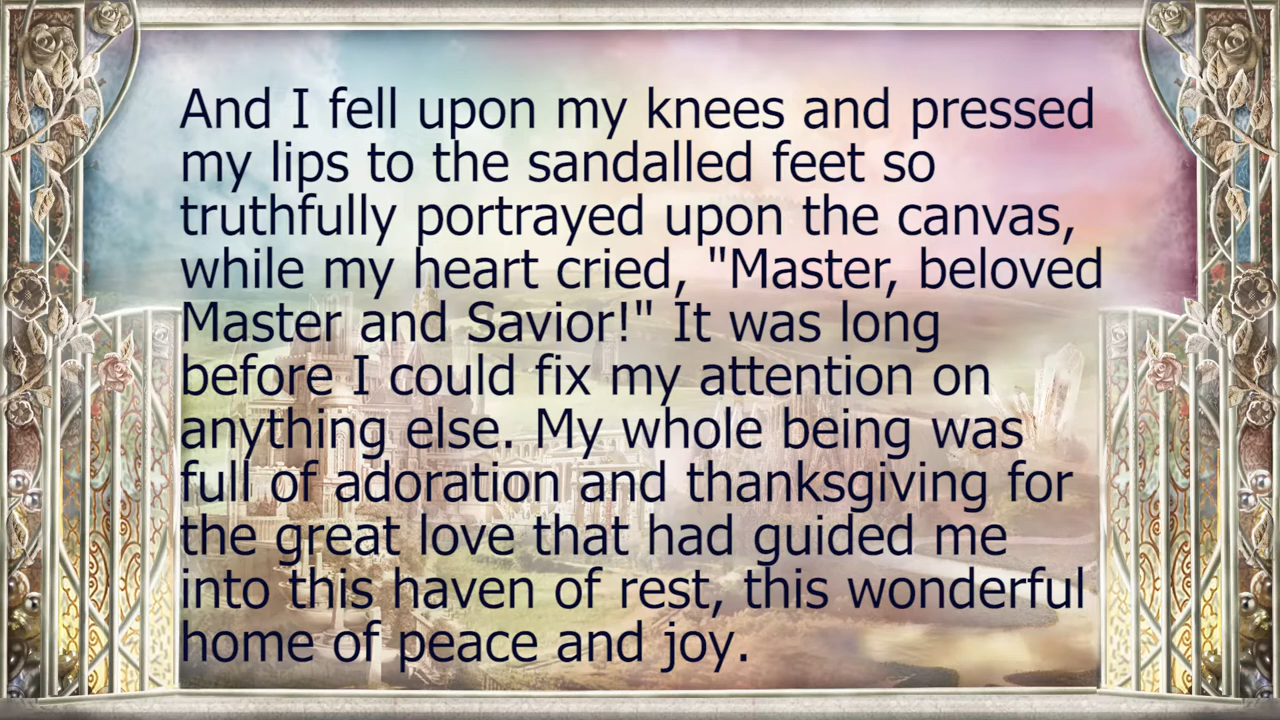 And I fell upon my knees and pressed
my lips to the sandalled feet so
truthfully portrayed upon the canvas,
while my heart cried, "Master, beloved
Master and Savior!" It was long
before I could fix my attention on
anything else. My whole being was
full of adoration and thanksgiving for
the great love that had guided me
into this haven of rest, this wonderful
home of peace and joy.